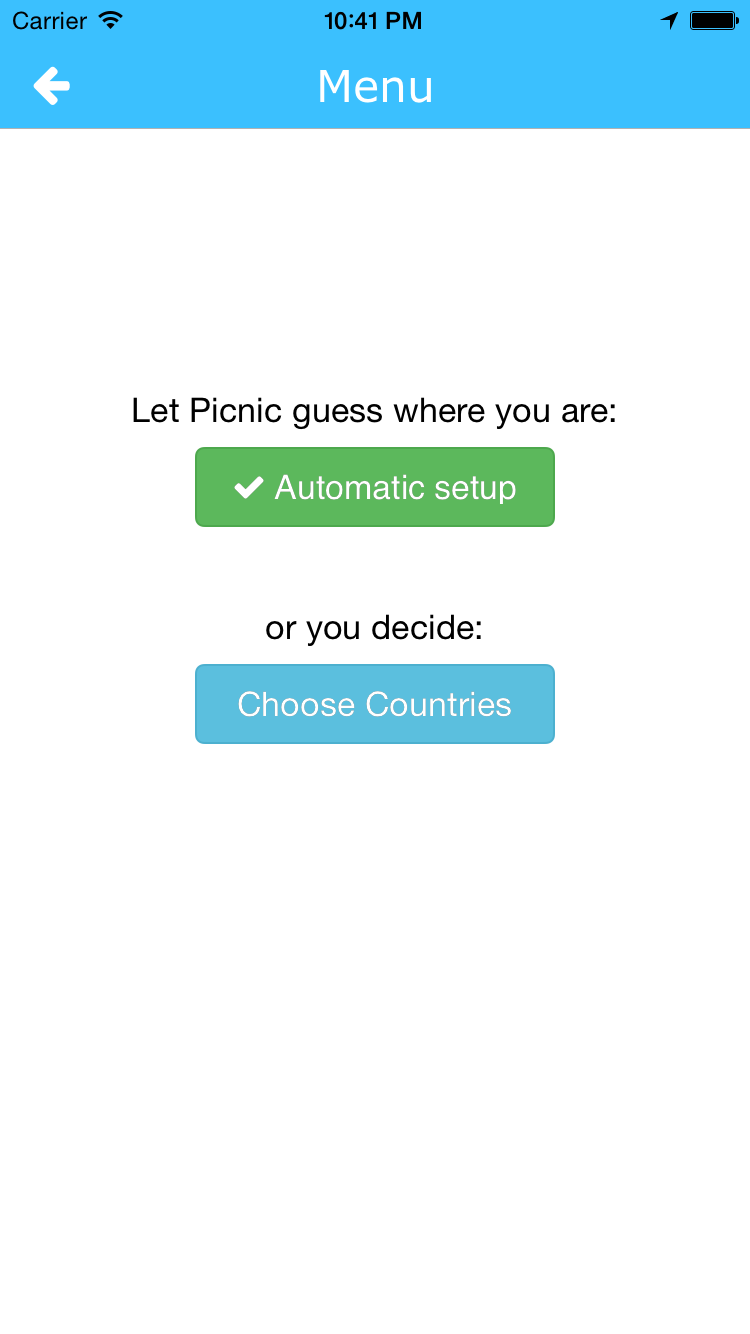 Carrier 10:41 PM
Menu
Let Picnic guess where you are:
Automatic setup
or you decide:
Choose Countries